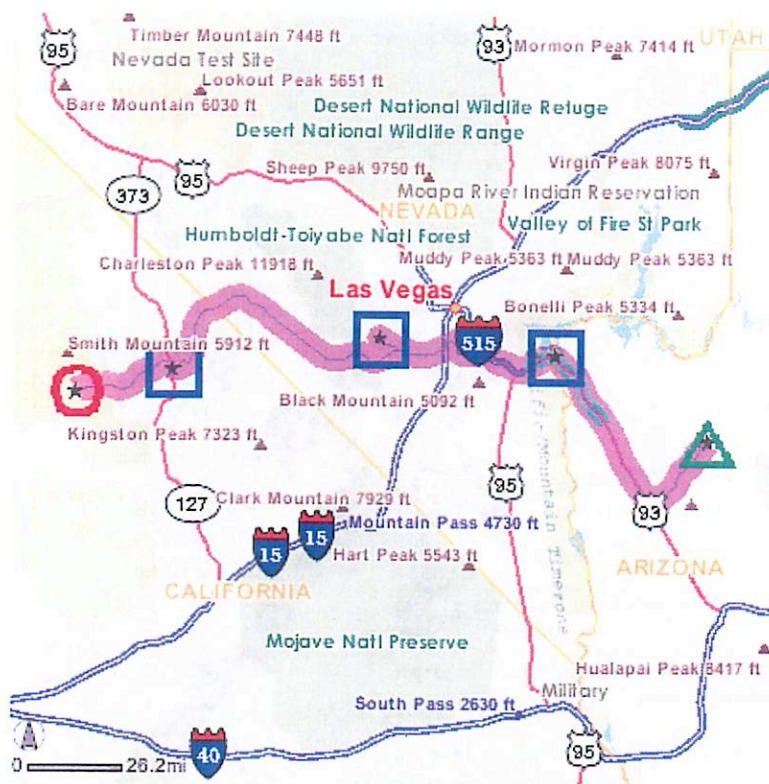 Timber Mountain 7448 ft
95
93
Mormon Peak 7414 ft
UTAH
Nevada Test Site
Lookout Peak 5651 ft
Bare Mountain 6030 ft
Desert National Wildlife Refuge
Desert National Wildlife Range
Sheep Peak 9750 ft
Virgin Peak 8075 ft
95
373
Moapa River Indian Reservation
NEVADA
Valley of Fire St Park
Humboldt-Toiyabe Natl Forest
Charleston Peak 11918 ft
Muddy Peak 5363 ft
Muddy Peak 5363 ft
Las Vegas
Bonelli Peak 5334 ft
Smith Mountain 5912 ft
515
Black Mountain 5092 ft
Kingston Peak 7323 ft
95
127
Clark Mountain 7929 ft
93
Mountain Pass 4730 ft
15
15
Hart Peak 5543 ft
ARIZONA
CALIFORNIA
Mountain Timezone
Mojave Natl Preserve
Hualapai Peak 8417 ft
Military
South Pass 2630 ft
40
95
0
26.2mi